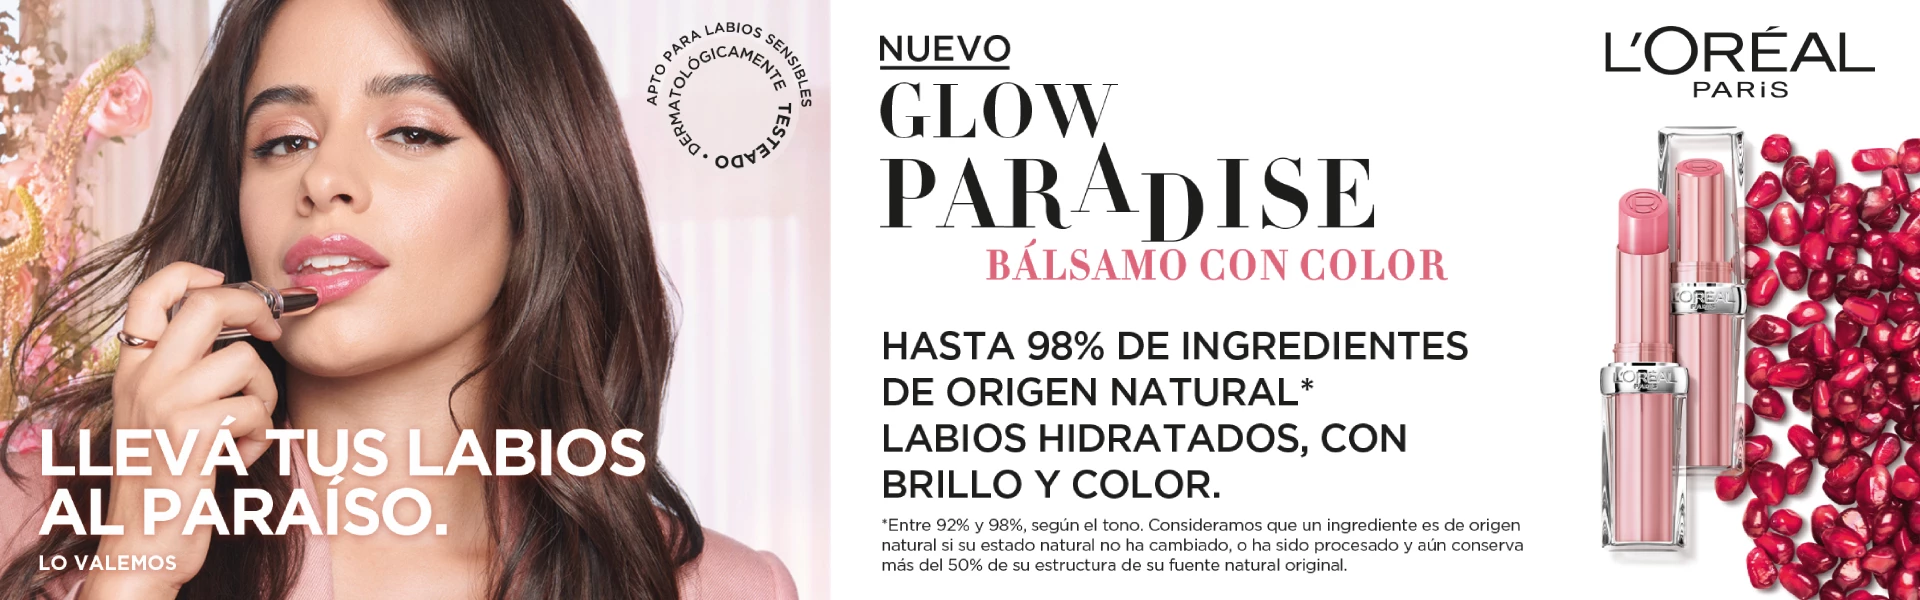 APTO PARA LABIOS SENSIBLES
DERMATOLÓGICAMENTE TESTEADO •
LLEVÁ TUS LABIOS
AL PARAÍSO.
LO VALEMOS
NUEVO
GLOW
PARADISE
BÁLSAMO CON COLOR
HASTA 98% DE INGREDIENTES
DE ORIGEN NATURAL*
LABIOS HIDRATADOS, CON
BRILLO Y COLOR.
*Entre 92% y 98%, según el tono. Consideramos que un ingrediente es de origen
natural si su estado natural no ha cambiado, o ha sido procesado y aún conserva
más del 50% de su estructura de su fuente natural original.
L'ORÉAL
PARiS
L'ORÉAL
PARIS
L'ORÉAL
PARIS